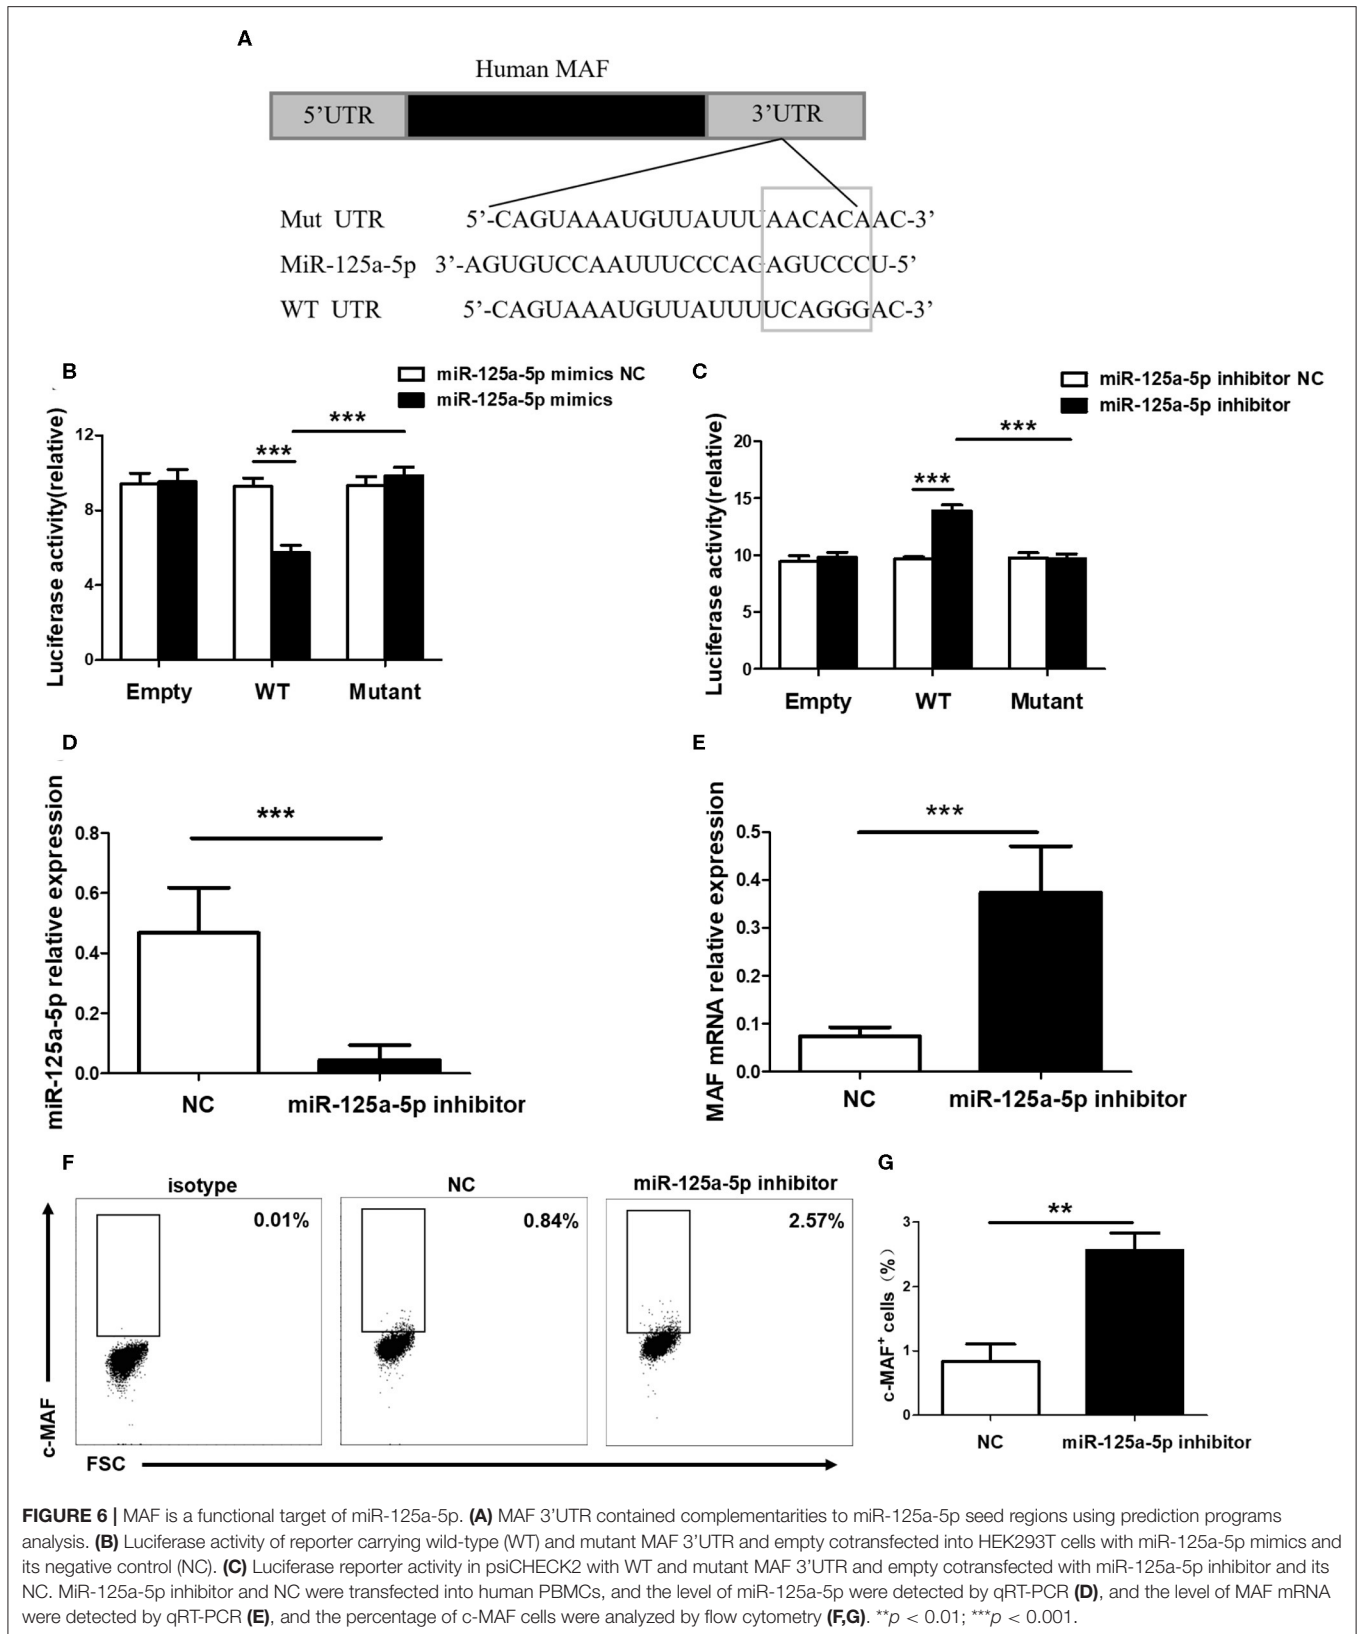 A
Human MAF
5’UTR
3’UTR
Mut UTR 5’-CAGUAAAUGUUAUUUAACACAAC-3’
MiR-125a-5p 3’-AGUGUCCAAUUUCCCAGAGUCCCU-5’
WT UTR 5’-CAGUAAAUGUUAUUUUCAGGGAC-3’
B
miR-125a-5p mimics NC
miR-125a-5p mimics
Luciferase activity(relative)
12
8
4
0
***
***
Empty WT Mutant
C
miR-125a-5p inhibitor NC
miR-125a-5p inhibitor
Luciferase activity(relative)
20
15
10
5
0
***
***
Empty WT Mutant
D
miR-125a-5p relative expression
0.8
0.6
0.4
0.2
0.0
***
NC miR-125a-5p inhibitor
E
MAF mRNA relative expression
0.5
0.4
0.3
0.2
0.1
0.0
***
NC miR-125a-5p inhibitor
F
isotype NC miR-125a-5p inhibitor
0.01% 0.84% 2.57%
c-MAF
FSC
G
c-MAF+ cells (%)
3
2
1
0
**
NC miR-125a-5p inhibitor
FIGURE 6 | MAF is a functional target of miR-125a-5p. (A) MAF 3’UTR contained complementarities to miR-125a-5p seed regions using prediction programs
analysis. (B) Luciferase activity of reporter carrying wild-type (WT) and mutant MAF 3’UTR and empty cotransfected into HEK293T cells with miR-125a-5p mimics and
its negative control (NC). (C) Luciferase reporter activity in psiCHECK2 with WT and mutant MAF 3’UTR and empty cotransfected with miR-125a-5p inhibitor and its
NC. MiR-125a-5p inhibitor and NC were transfected into human PBMCs, and the level of miR-125a-5p were detected by qRT-PCR (D), and the level of MAF mRNA
were detected by qRT-PCR (E), and the percentage of c-MAF cells were analyzed by flow cytometry (F,G). **p < 0.01; ***p < 0.001.